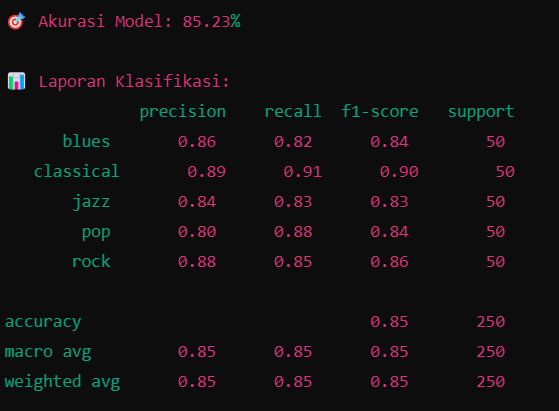 🎯 Akurasi Model: 85.23%
📊 Laporan Klasifikasi:
precision recall f1-score support
blues 0.86 0.82 0.84 50
classical 0.89 0.91 0.90 50
jazz 0.84 0.83 0.83 50
pop 0.80 0.88 0.84 50
rock 0.88 0.85 0.86 50
accuracy 0.85 250
macro avg 0.85 0.85 0.85 250
weighted avg 0.85 0.85 0.85 250